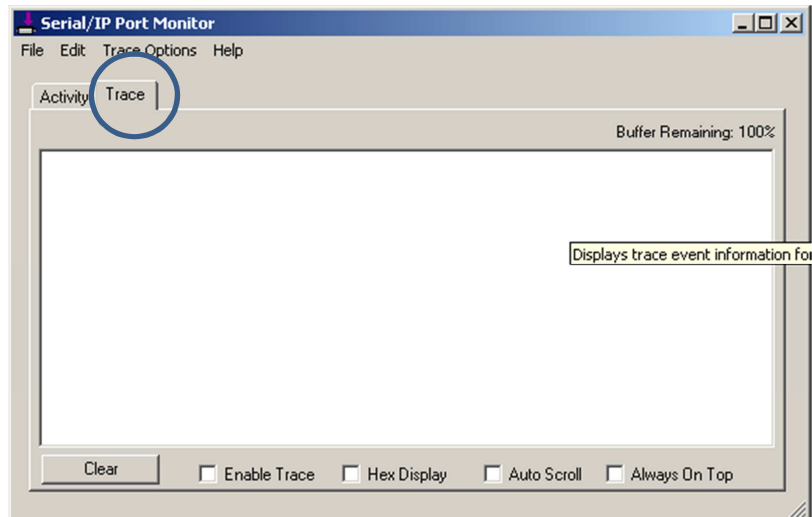 Serial/IP Port Monitor
File Edit Trace Options Help
Activity Trace
Buffer Remaining: 100%
Displays trace event information for
Clear Enable Trace Hex Display Auto Scroll Always On Top